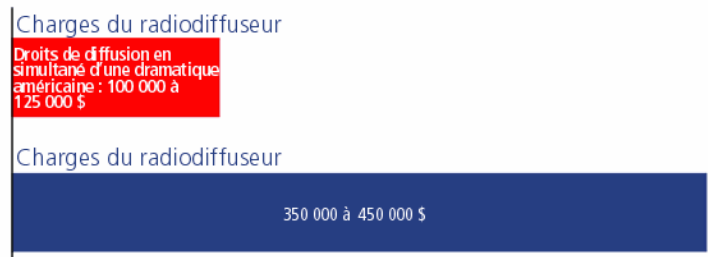 Charges du radiodiffuseur
Droits de diffusion en
simultané d'une dramatique
américaine : 100 000 à
125 000 $
Charges du radiodiffuseur
350 000 à 450 000 $